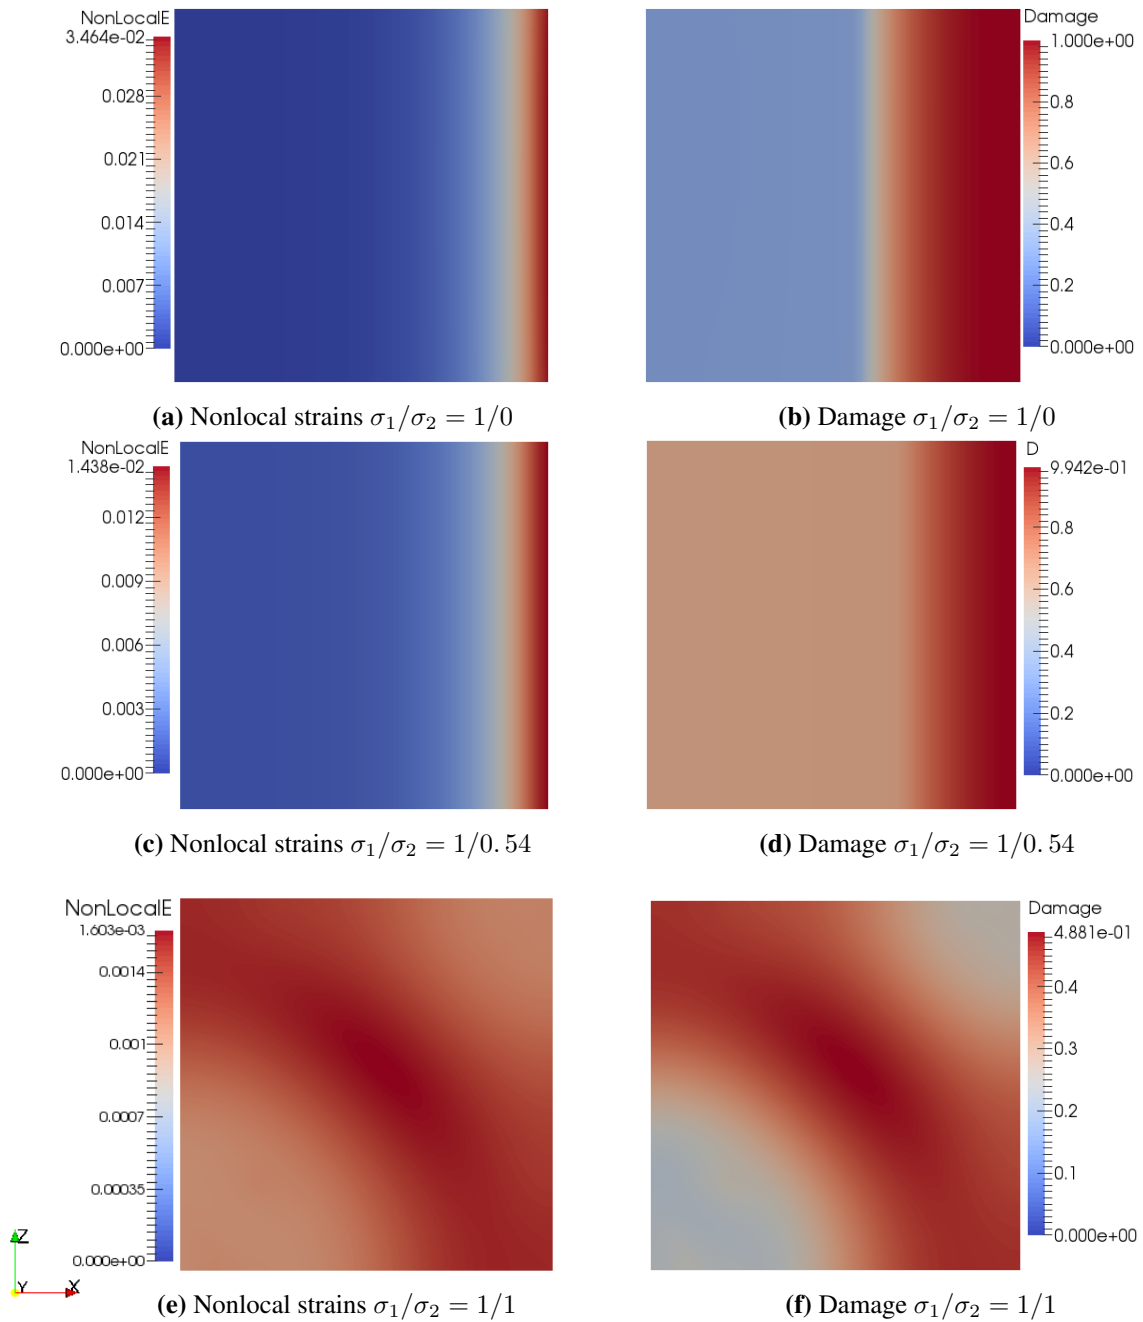 NonLocalE
3.464e-02
0.028
0.021
0.014
0.007
0.000e+00
Damage
1.000e+00
0.8
0.6
0.4
0.2
0.000e+00
(a) Nonlocal strains σ₁/σ₂ = 1/0
(b) Damage σ₁/σ₂ = 1/0
NonLocalE
1.438e-02
0.012
0.009
0.006
0.003
0.000e+00
D
9.942e-01
0.8
0.6
0.4
0.2
0.000e+00
(c) Nonlocal strains σ₁/σ₂ = 1/0.54
(d) Damage σ₁/σ₂ = 1/0.54
NonLocalE
1.603e-03
0.0014
0.001
0.0007
0.00035
0.000e+00
Damage
4.881e-01
0.4
0.3
0.2
0.1
0.000e+00
Z
Y
X
(e) Nonlocal strains σ₁/σ₂ = 1/1
(f) Damage σ₁/σ₂ = 1/1